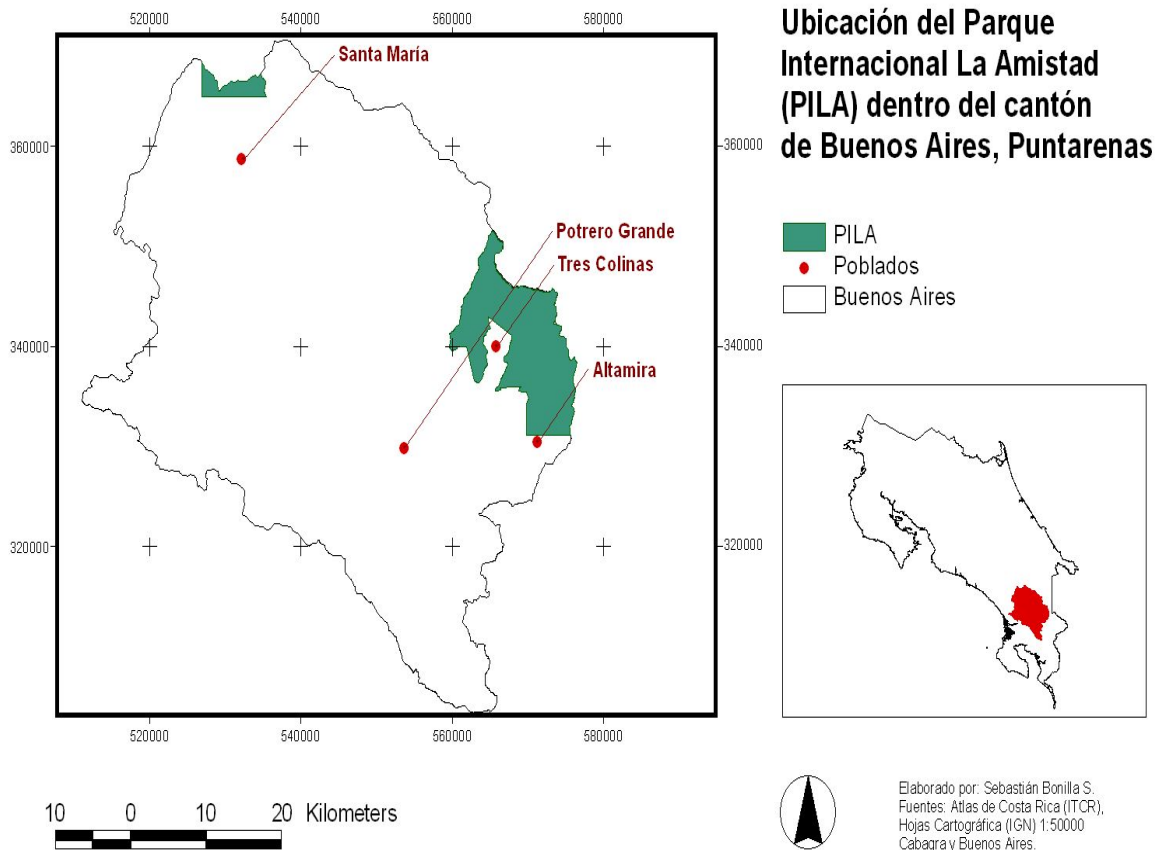 520000 540000 560000 580000
Santa María
360000 360000
Potrero Grande
Tres Colinas
340000 340000
Altamira
320000 320000
520000 540000 560000 580000
10 0 10 20 Kilometers
Ubicación del Parque
Internacional La Amistad
(PILA) dentro del cantón
de Buenos Aires, Puntarenas
PILA
Poblados
Buenos Aires
Elaborado por: Sebastián Bonilla S.
Fuentes: Atlas de Costa Rica (ITCR),
Hojas Cartográfica (IGN) 1:50000
Cabagra y Buenos Aires.